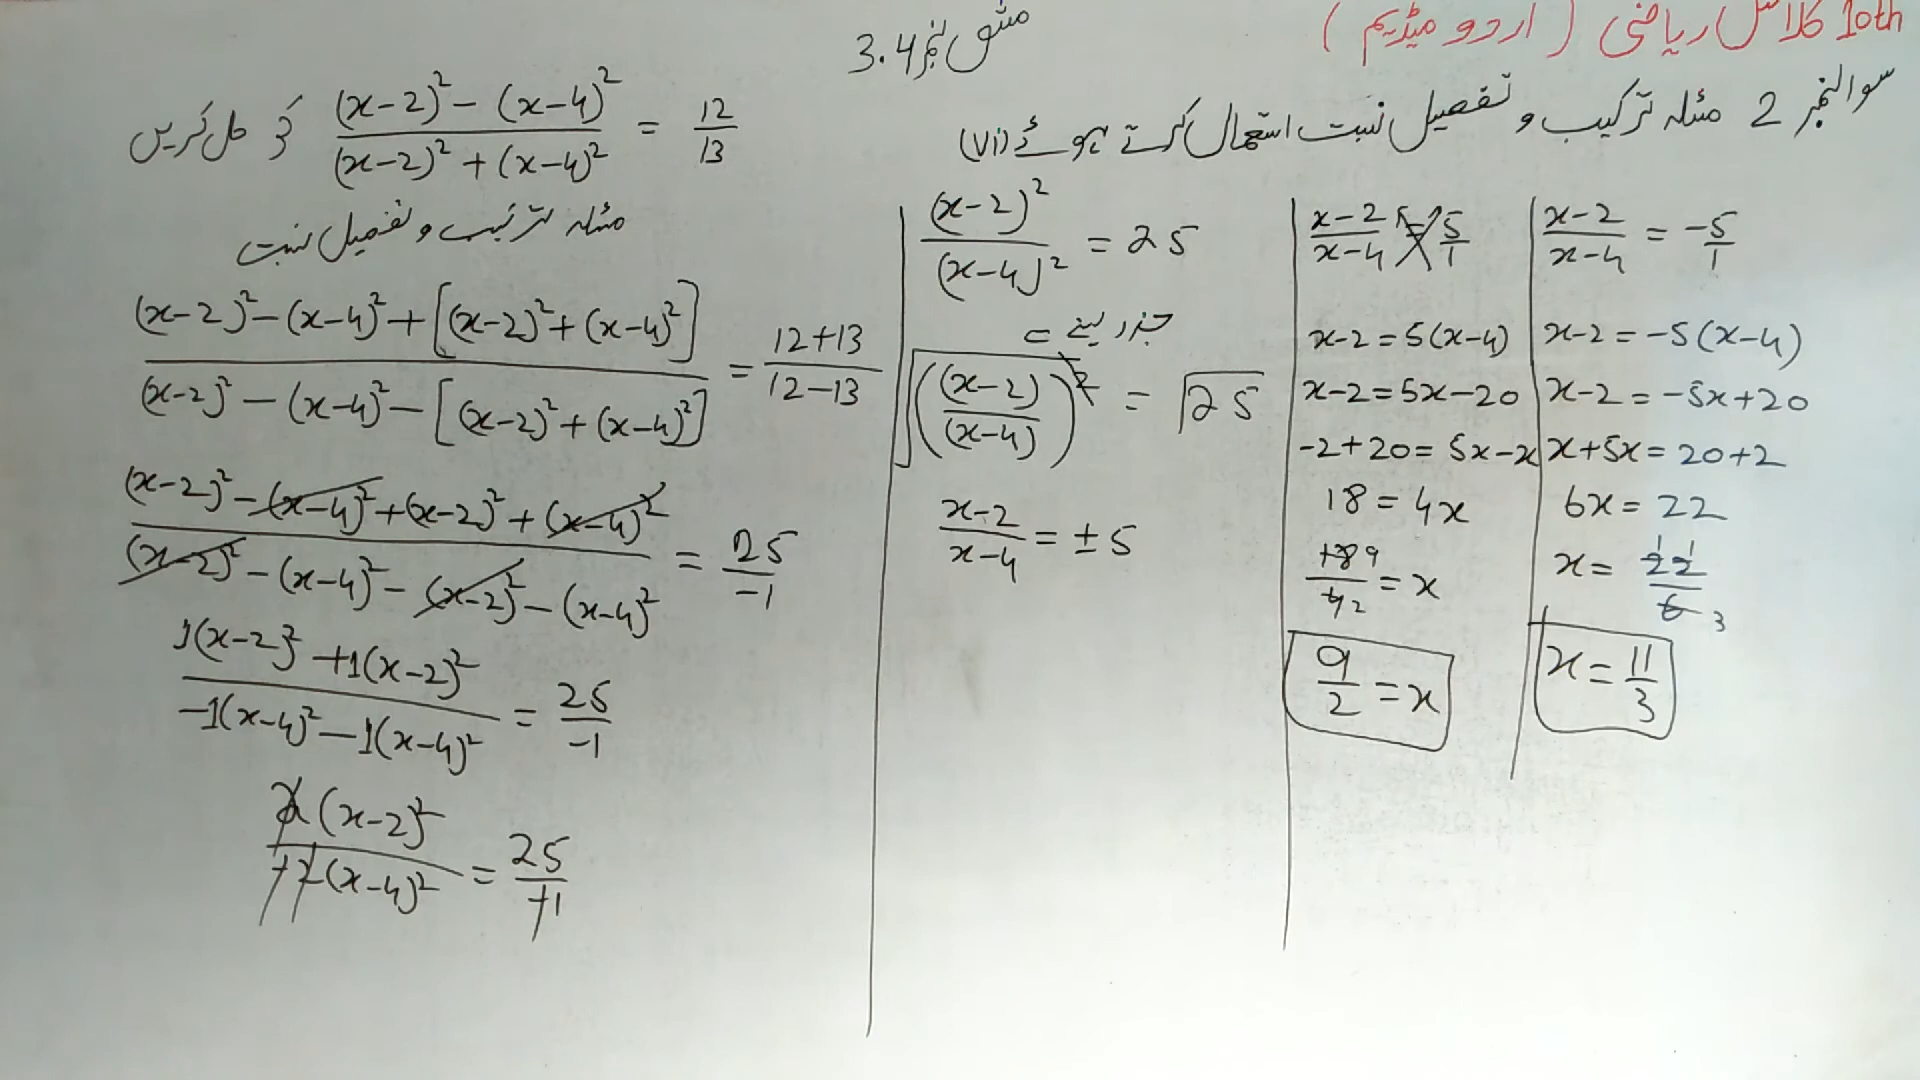 10th کلاس ریاضی ( اردو میڈیم )
مشق نمبر 3.4
سوال نمبر 2 مسئلہ ترکیب و تفصیل نسبت استعمال کرتے ہوئے (vi)
((x-2)² - (x-4)²)/((x-2)² + (x-4)²) = 12/13 کو حل کریں
مسئلہ ترکیب و تفصیل نسبت
((x-2)² - (x-4)² + [(x-2)² + (x-4)²])/((x-2)² - (x-4)² - [(x-2)² + (x-4)²]) = (12+13)/(12-13)
((x-2)² - (x-4)² + (x-2)² + (x-4)²)/((x-2)² - (x-4)² - (x-2)² - (x-4)²) = 25/-1
(1(x-2)² + 1(x-2)²)/(-1(x-4)² - 1(x-4)²) = 25/-1
2(x-2)²/-2(x-4)² = 25/-1
(x-2)²/(x-4)² = 25
جذر لینے سے
√((x-2)/(x-4))² = √25
(x-2)/(x-4) = ±5
(x-2)/(x-4) = 5/1
x-2 = 5(x-4)
x-2 = 5x-20
-2+20 = 5x-x
18 = 4x
18 9/4 2 = x
9/2 = x
(x-2)/(x-4) = -5/1
x-2 = -5(x-4)
x-2 = -5x+20
x+5x = 20+2
6x = 22
x = 22 11/6 3
x = 11/3